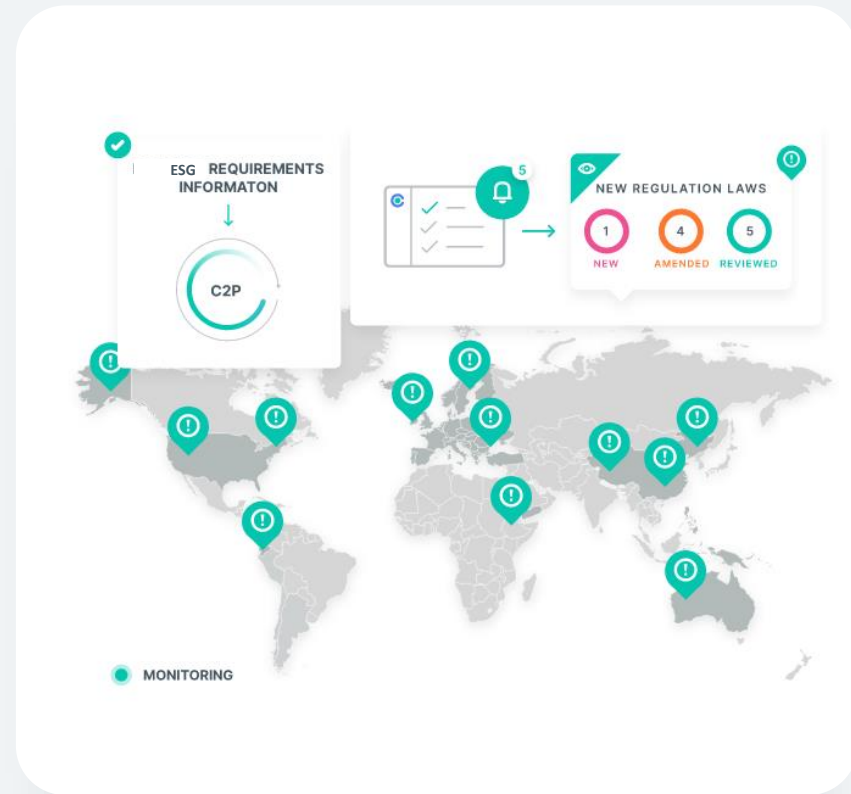 ESG REQUIREMENTS
INFORMATON
C2P
5
NEW REGULATION LAWS
1
4
5
NEW
AMENDED
REVIEWED
MONITORING